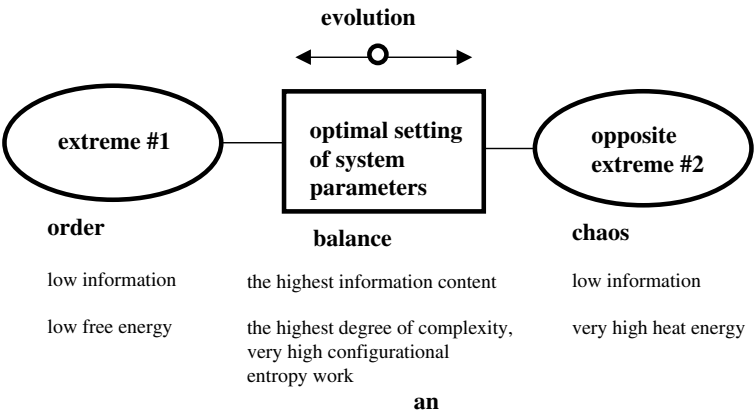 evolution
extreme #1
optimal setting
of system
parameters
opposite
extreme #2
order
balance
chaos
low information
the highest information content
low information
low free energy
the highest degree of complexity,
very high configurational
entropy work
very high heat energy
an